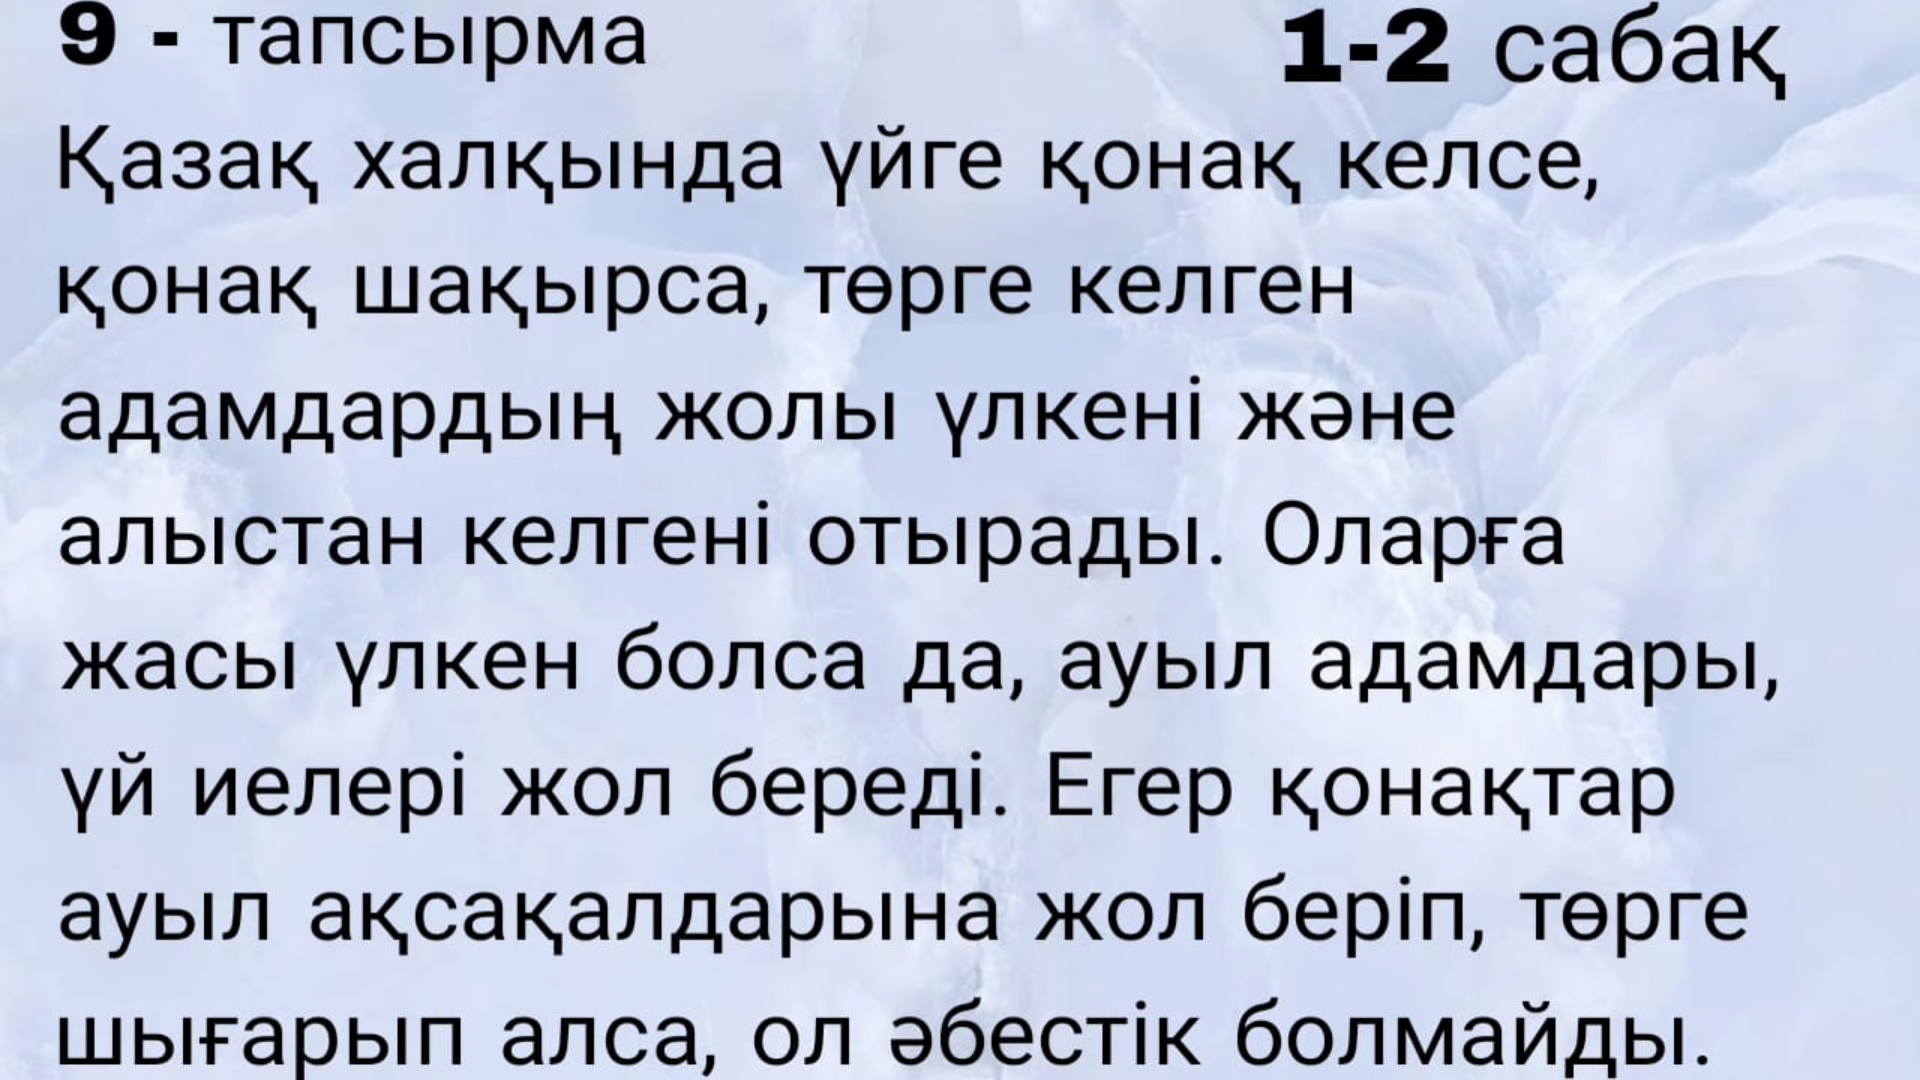 9 - тапсырма 1-2 сабақ
Қазақ халқында үйге қонақ келсе,
қонақ шақырса, төрге келген
адамдардың жолы үлкені және
алыстан келгені отырады. Оларға
жасы үлкен болса да, ауыл адамдары,
үй иелері жол береді. Егер қонақтар
ауыл ақсақалдарына жол беріп, төрге
шығарып алса, ол әбестік болмайды.